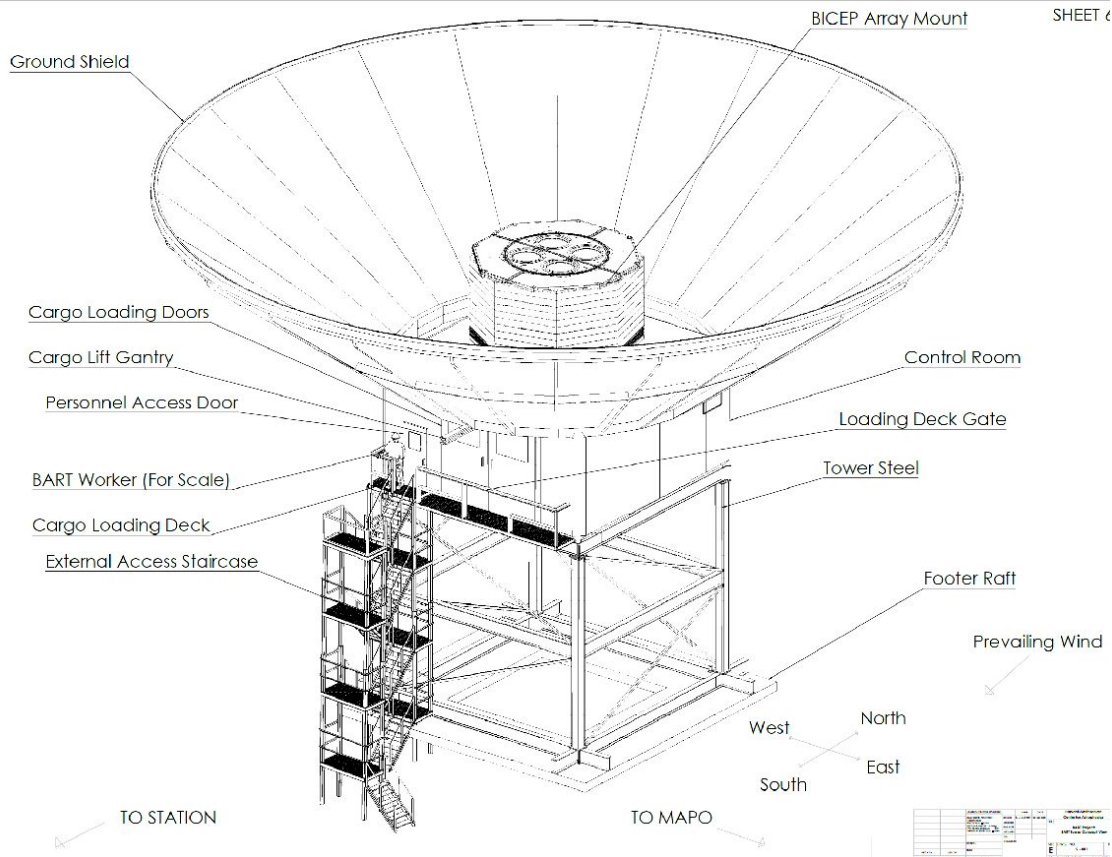 BICEP Array Mount
SHEET 6
Ground Shield
Cargo Loading Doors
Cargo Lift Gantry
Control Room
Personnel Access Door
Loading Deck Gate
Tower Steel
BART Worker (For Scale)
Cargo Loading Deck
External Access Staircase
Footer Raft
Prevailing Wind
North
West
East
South
TO STATION
TO MAPO